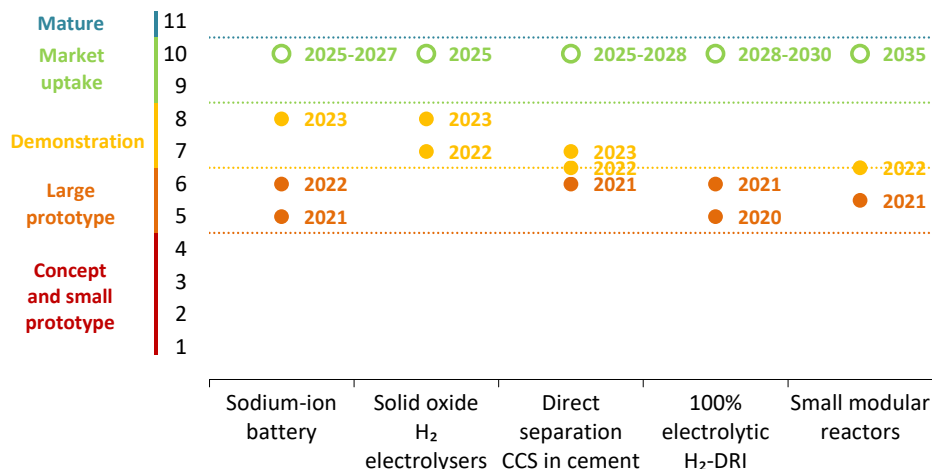 Mature
Market
uptake
Demonstration
Large
prototype
Concept
and small
prototype
11
10
9
8
7
6
5
4
3
2
1
2025-2027
2025
2025-2028
2028-2030
2035
2023
2023
2022
2023
2022
2022
2022
2021
2021
2021
2021
2020
Sodium-ion
battery
Solid oxide
H₂
electrolysers
Direct
separation
CCS in cement
100%
electrolytic
H₂-DRI
Small modular
reactors